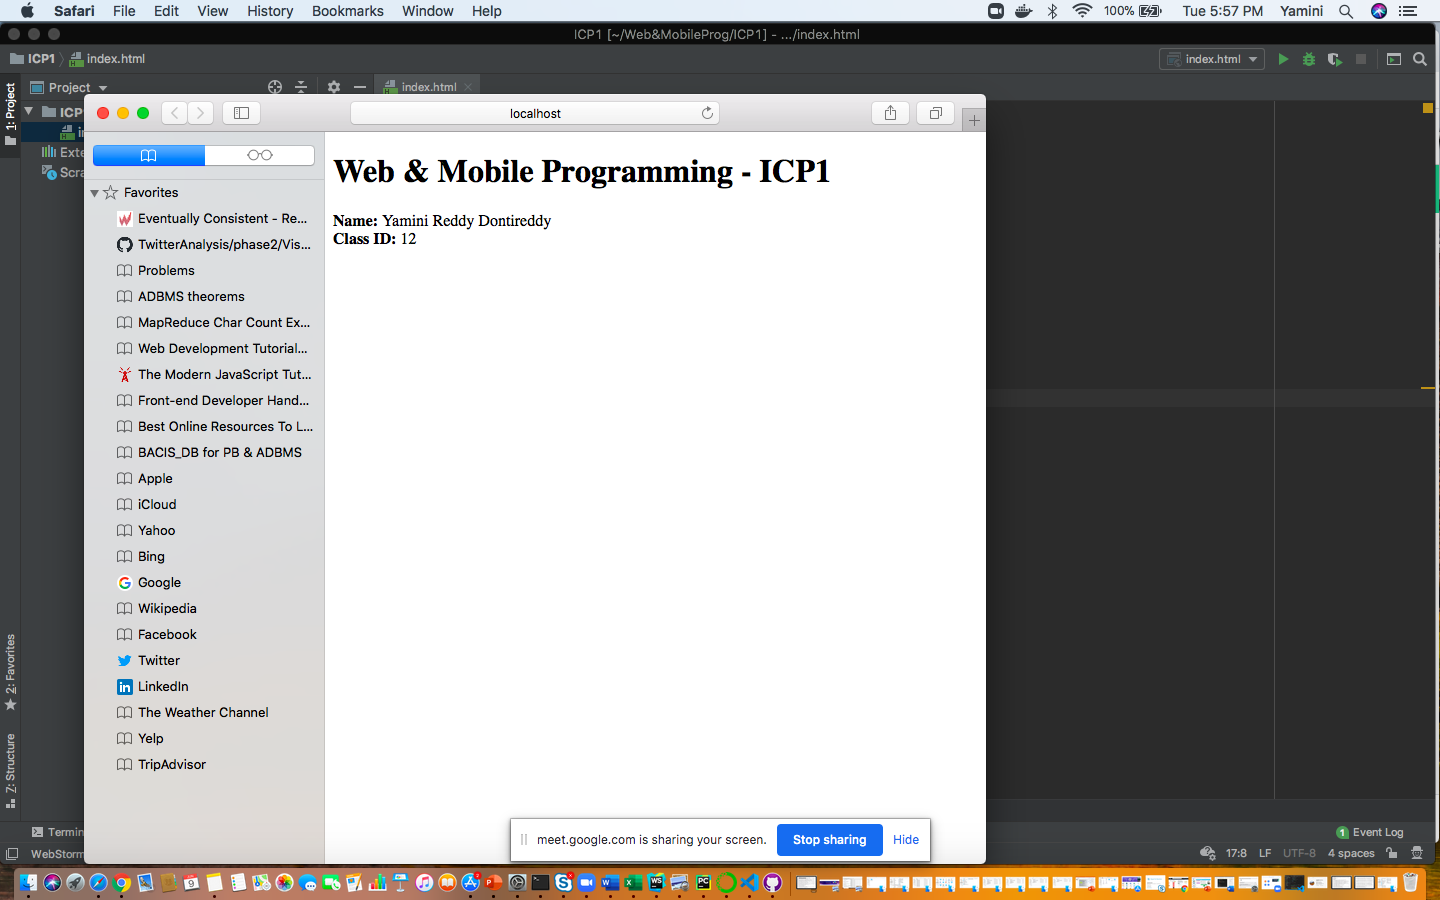 Safari File Edit View History Bookmarks Window Help 100% Tue 5:57 PM Yamini
ICP1 [~/Web&MobileProg/ICP1] - .../index.html
ICP1 index.html index.html
Project index.html
1: Project
ICP
Exte
Scra
localhost
Favorites
Eventually Consistent - Re...
TwitterAnalysis/phase2/Vis...
Problems
ADBMS theorems
MapReduce Char Count Ex...
Web Development Tutorial...
The Modern JavaScript Tut...
Front-end Developer Hand...
Best Online Resources To L...
BACIS_DB for PB & ADBMS
Apple
iCloud
Yahoo
Bing
Google
Wikipedia
Facebook
Twitter
LinkedIn
The Weather Channel
Yelp
TripAdvisor
Web & Mobile Programming - ICP1
Name: Yamini Reddy Dontireddy
Class ID: 12
2: Favorites
Z: Structure
meet.google.com is sharing your screen. Stop sharing Hide
Termin
1 Event Log
WebStorm
17:8 LF UTF-8 4 spaces